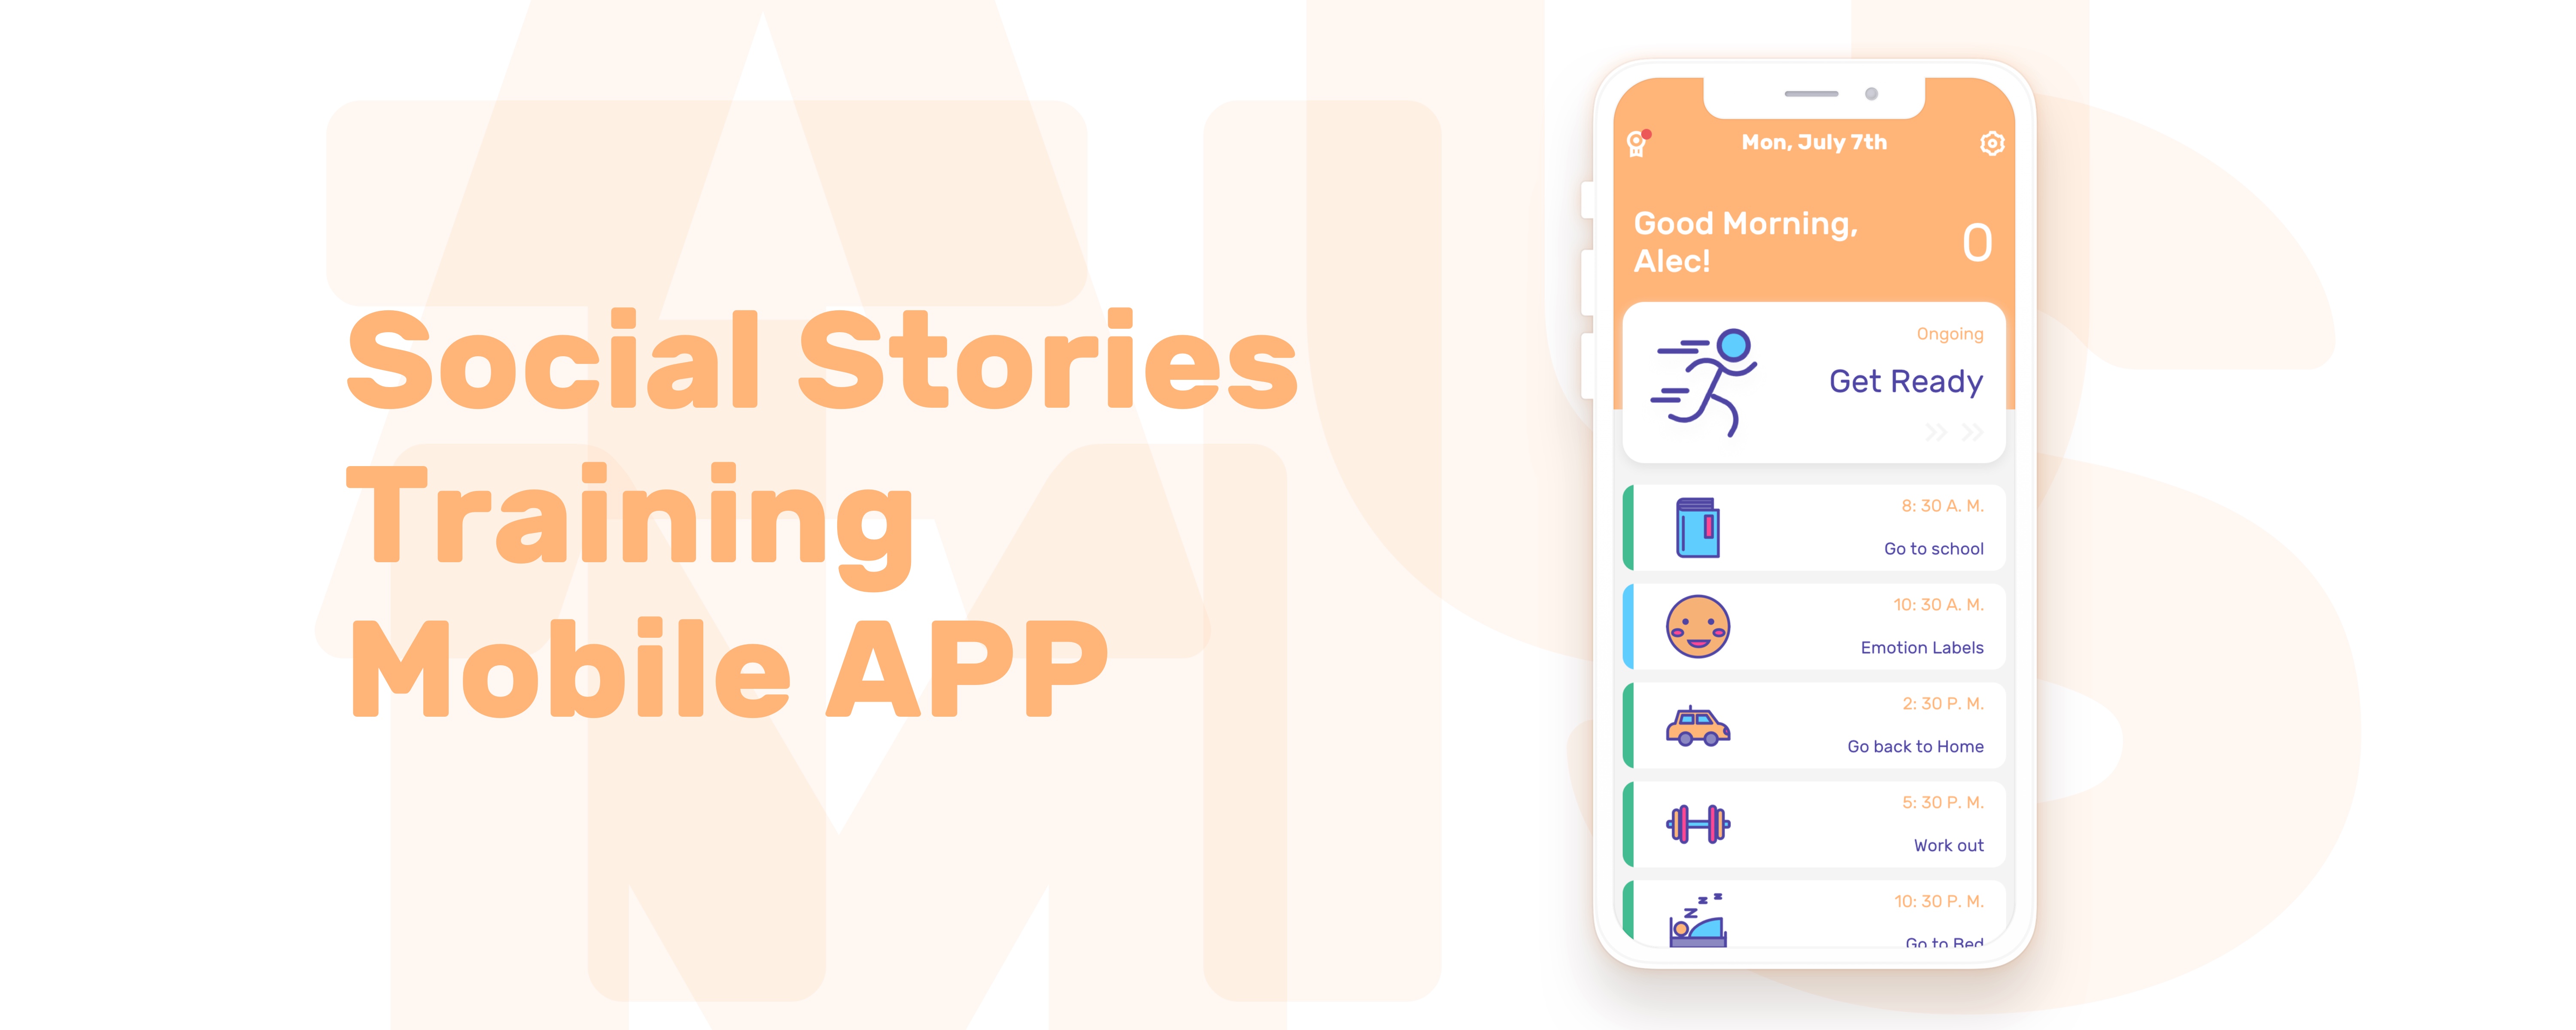 Social Stories
Training
Mobile APP
Mon, July 7th
Good Morning,
Alec!
0
Ongoing
Get Ready
8: 30 A. M.
Go to school
10: 30 A. M.
Emotion Labels
2: 30 P. M.
Go back to Home
5: 30 P. M.
Work out
10: 30 P. M.
Go to Bed